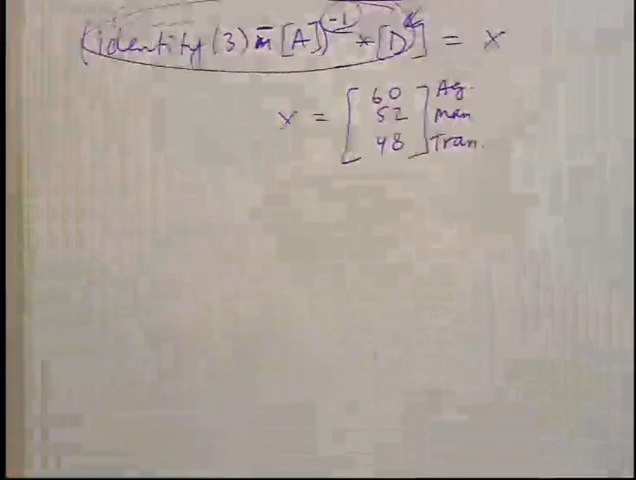 (identity(3) - [A])^(-1) * [D] = X
X = [60 Ag.
52 Man
48] Tran.